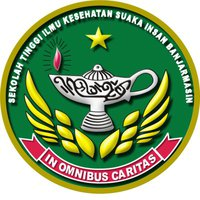 SEKOLAH TINGGI ILMU KESEHATAN SUAKA INSAN BANJARMASIN
IN OMNIBUS CARITAS